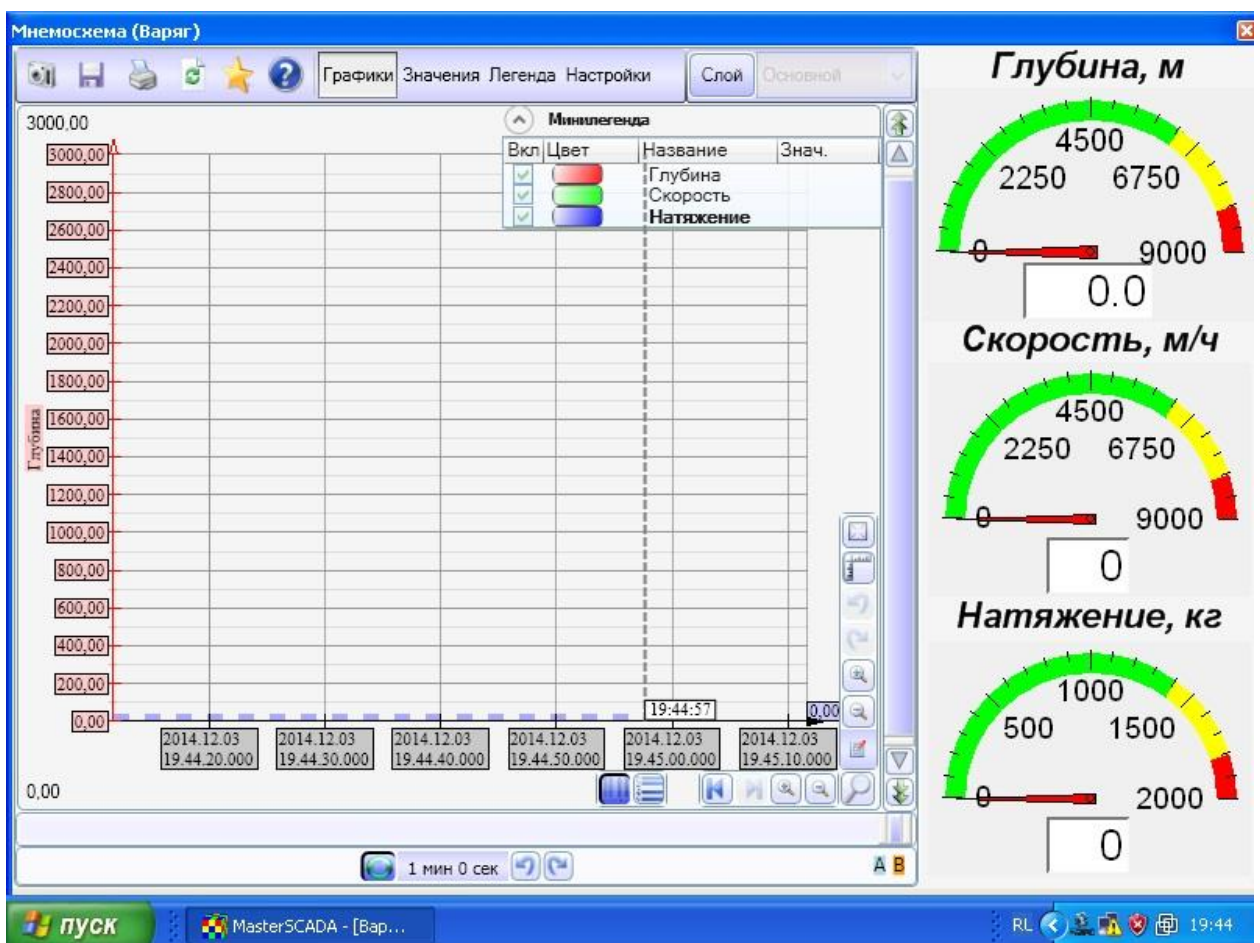 Мнемосхема (Варяг)
Графики Значения Легенда Настройки Слой Основной
3000,00
Минилегенда
Вкл Цвет Название Знач.
Глубина
Скорость
Натяжение
3000,00
2800,00
2600,00
2400,00
2200,00
2000,00
1800,00
1600,00
1400,00
1200,00
1000,00
800,00
600,00
400,00
200,00
0,00
Глубина
19:44:57
0,00
2014.12.03 2014.12.03 2014.12.03 2014.12.03 2014.12.03 2014.12.03
19.44.20.000 19.44.30.000 19.44.40.000 19.44.50.000 19.45.00.000 19.45.10.000
0,00
1 мин 0 сек
A B
Глубина, м
4500
2250 6750
0 9000
0.0
Скорость, м/ч
4500
2250 6750
0 9000
0
Натяжение, кг
1000
500 1500
0 2000
0
пуск
MasterSCADA - [Вар...
RL
19:44